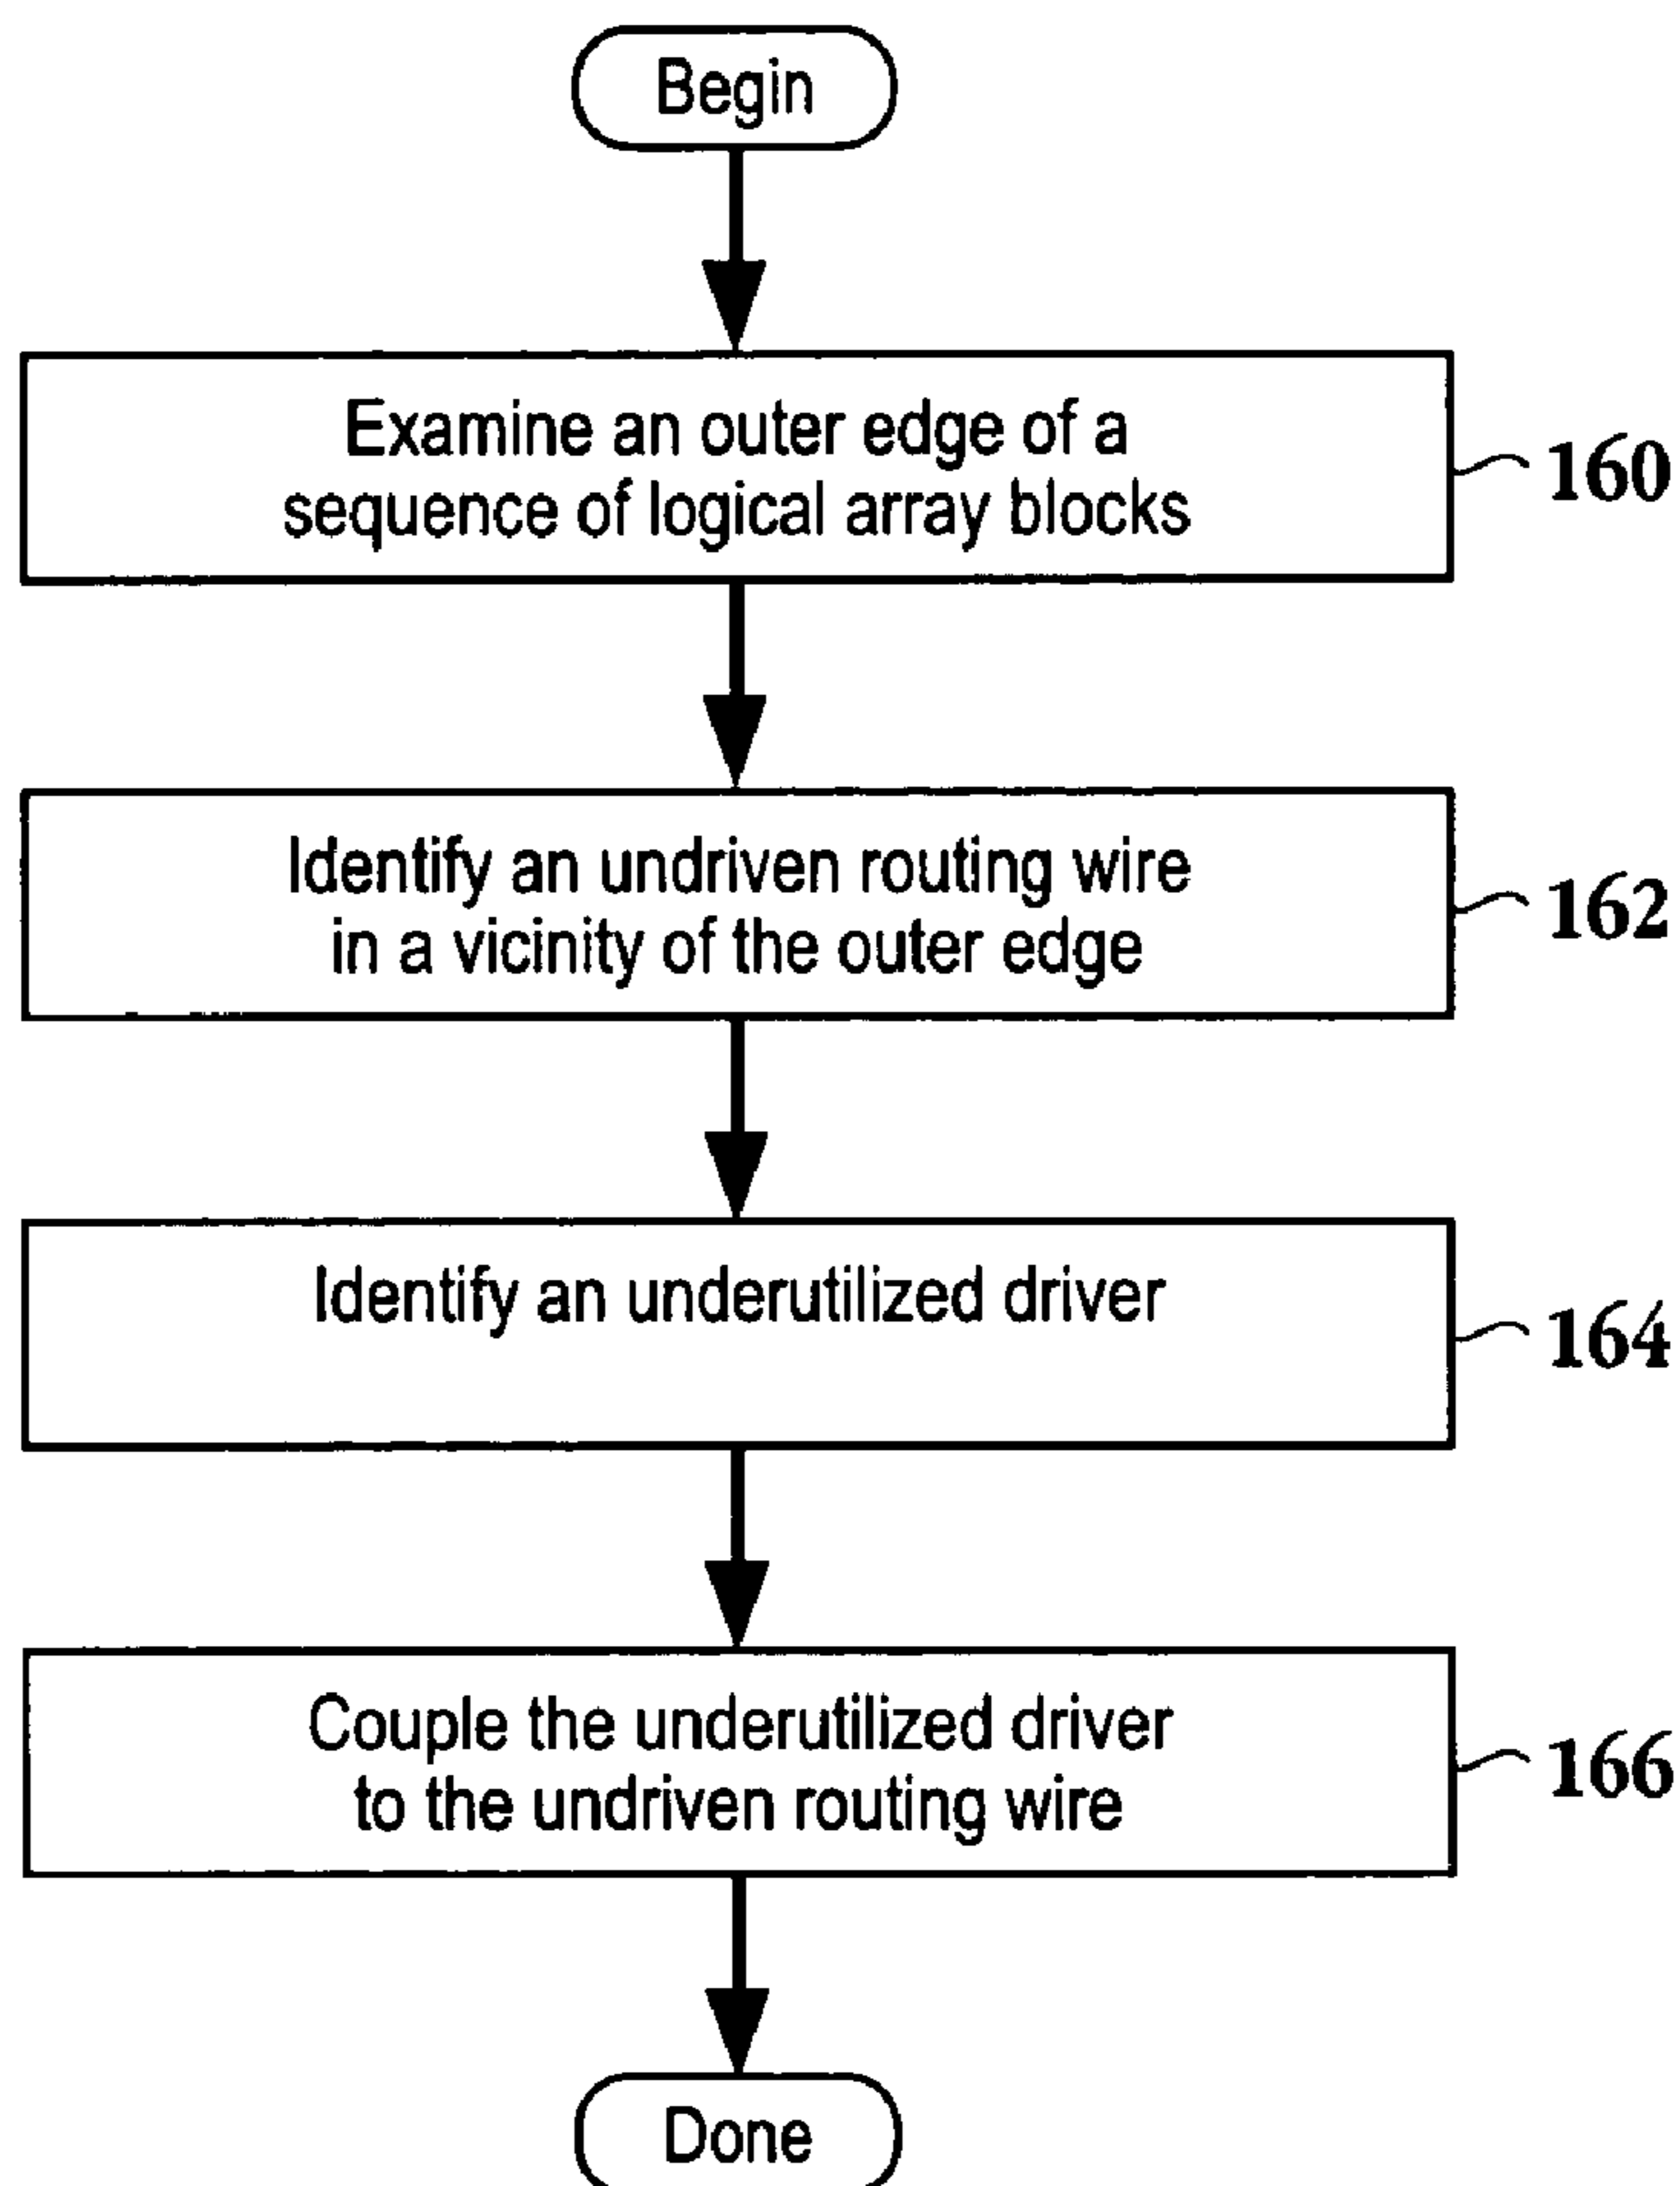 Begin
Examine an outer edge of a
sequence of logical array blocks
160
Identify an undriven routing wire
in a vicinity of the outer edge
162
Identify an underutilized driver
164
Couple the underutilized driver
to the undriven routing wire
166
Done